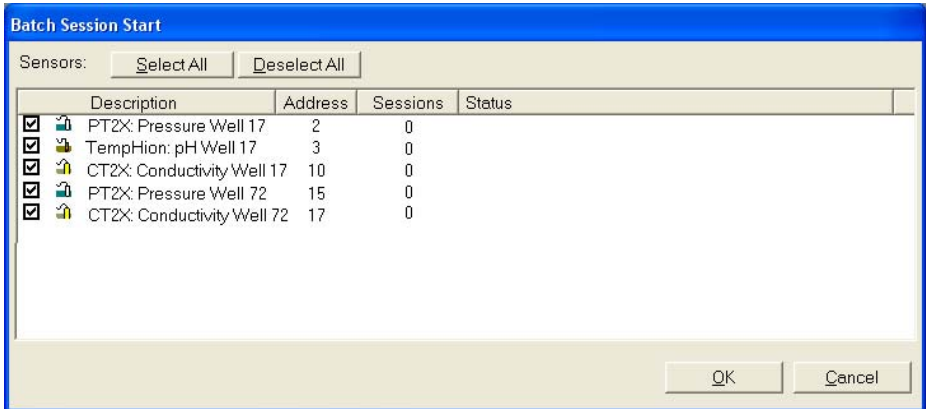 Batch Session Start
Sensors: Select All Deselect All
Description Address Sessions Status
PT2X: Pressure Well 17 2 0
TempHion: pH Well 17 3 0
CT2X: Conductivity Well 17 10 0
PT2X: Pressure Well 72 15 0
CT2X: Conductivity Well 72 17 0
OK Cancel